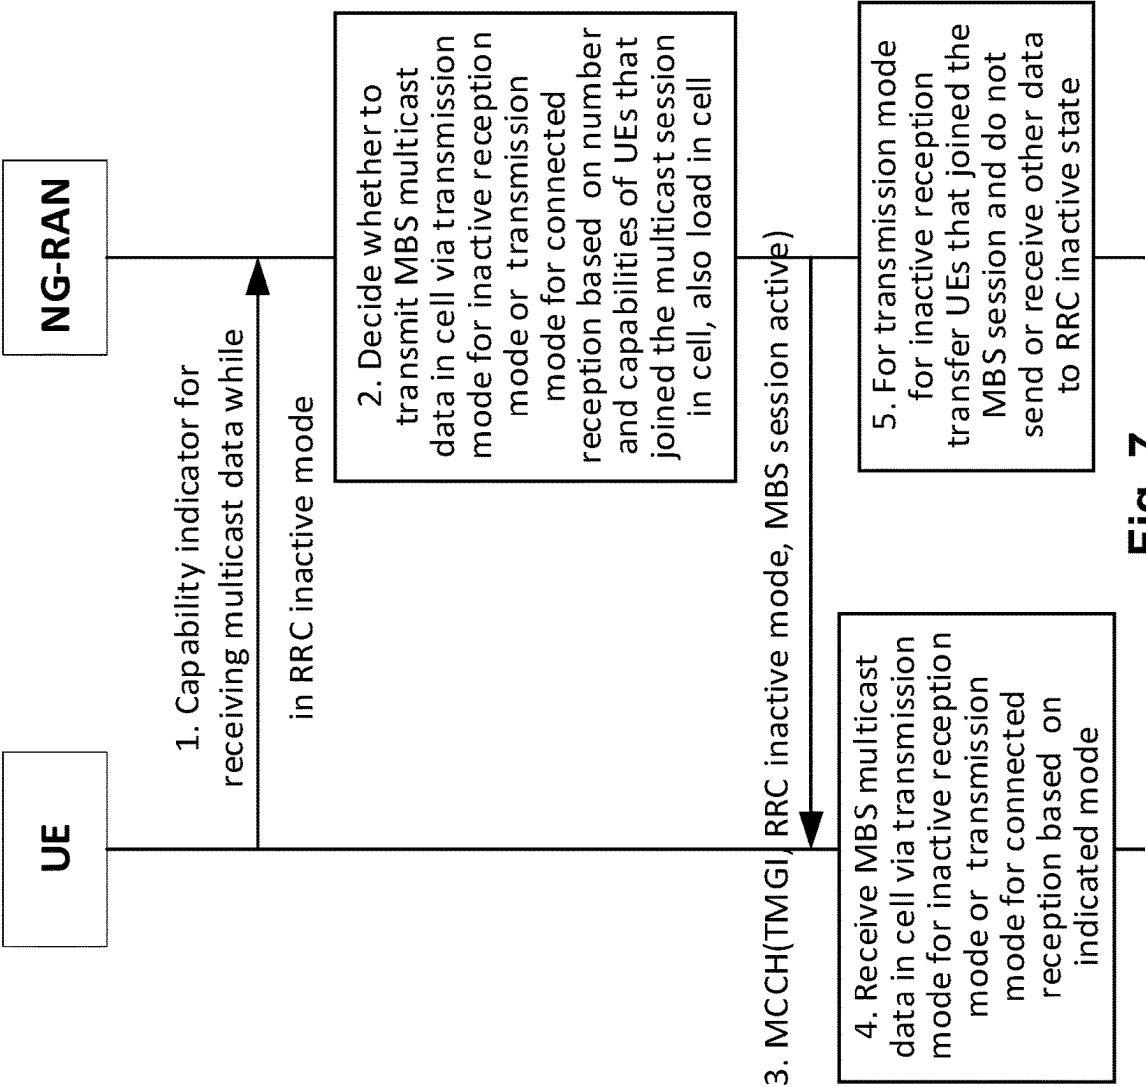 UE
NG-RAN
1. Capability indicator for
receiving multicast data while
in RRC inactive mode
2. Decide whether to
transmit MBS multicast
data in cell via transmission
mode for inactive reception
mode or transmission
mode for connected
reception based on number
and capabilities of UEs that
joined the multicast session
in cell, also load in cell
3. MCCH(TMGI, RRC inactive mode, MBS session active)
4. Receive MBS multicast
data in cell via transmission
mode for inactive reception
mode or transmission
mode for connected
reception based on
indicated mode
5. For transmission mode
for inactive reception
transfer UEs that joined the
MBS session and do not
send or receive other data
to RRC inactive state
Fig. 7